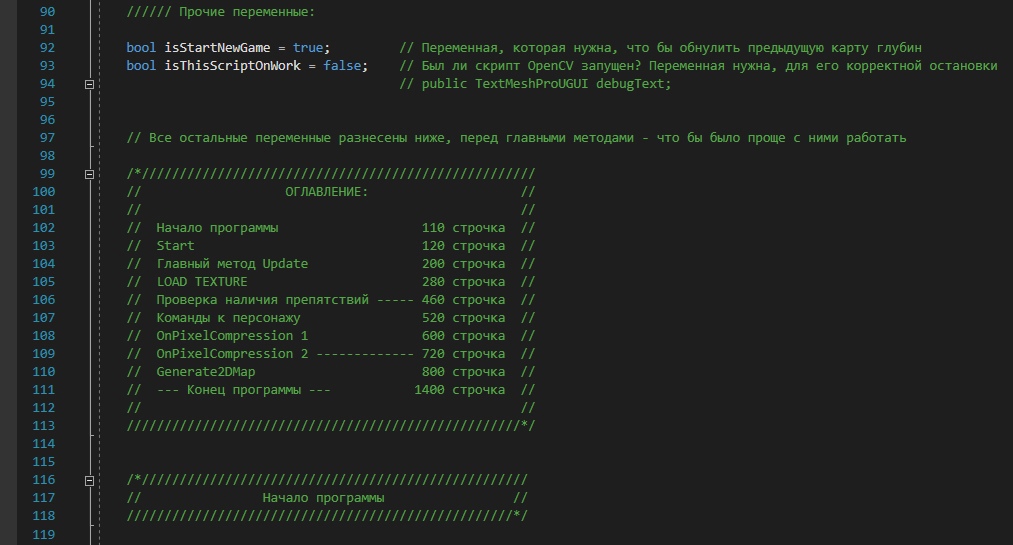 90 ////// Прочие переменные:
91
92 bool isStartNewGame = true; // Переменная, которая нужна, что бы обнулить предыдущую карту глубин
93 bool isThisScriptOnWork = false; // Был ли скрипт OpenCV запущен? Переменная нужна, для его корректной остановки
94 // public TextMeshProUGUI debugText;
95
96
97 // Все остальные переменные разнесены ниже, перед главными методами - что бы было проще с ними работать
98
99 /*////////////////////////////////////////////////////
100 // ОГЛАВЛЕНИЕ: //
101 // //
102 // Начало программы 110 строчка //
103 // Start 120 строчка //
104 // Главный метод Update 200 строчка //
105 // LOAD TEXTURE 280 строчка //
106 // Проверка наличия препятствий ----- 460 строчка //
107 // Команды к персонажу 520 строчка //
108 // OnPixelCompression 1 600 строчка //
109 // OnPixelCompression 2 ------------- 720 строчка //
110 // Generate2DMap 800 строчка //
111 // --- Конец программы --- 1400 строчка //
112 // //
113 ////////////////////////////////////////////////////*/
114
115
116 /*///////////////////////////////////////////////////
117 // Начало программы //
118 ///////////////////////////////////////////////////*/
119